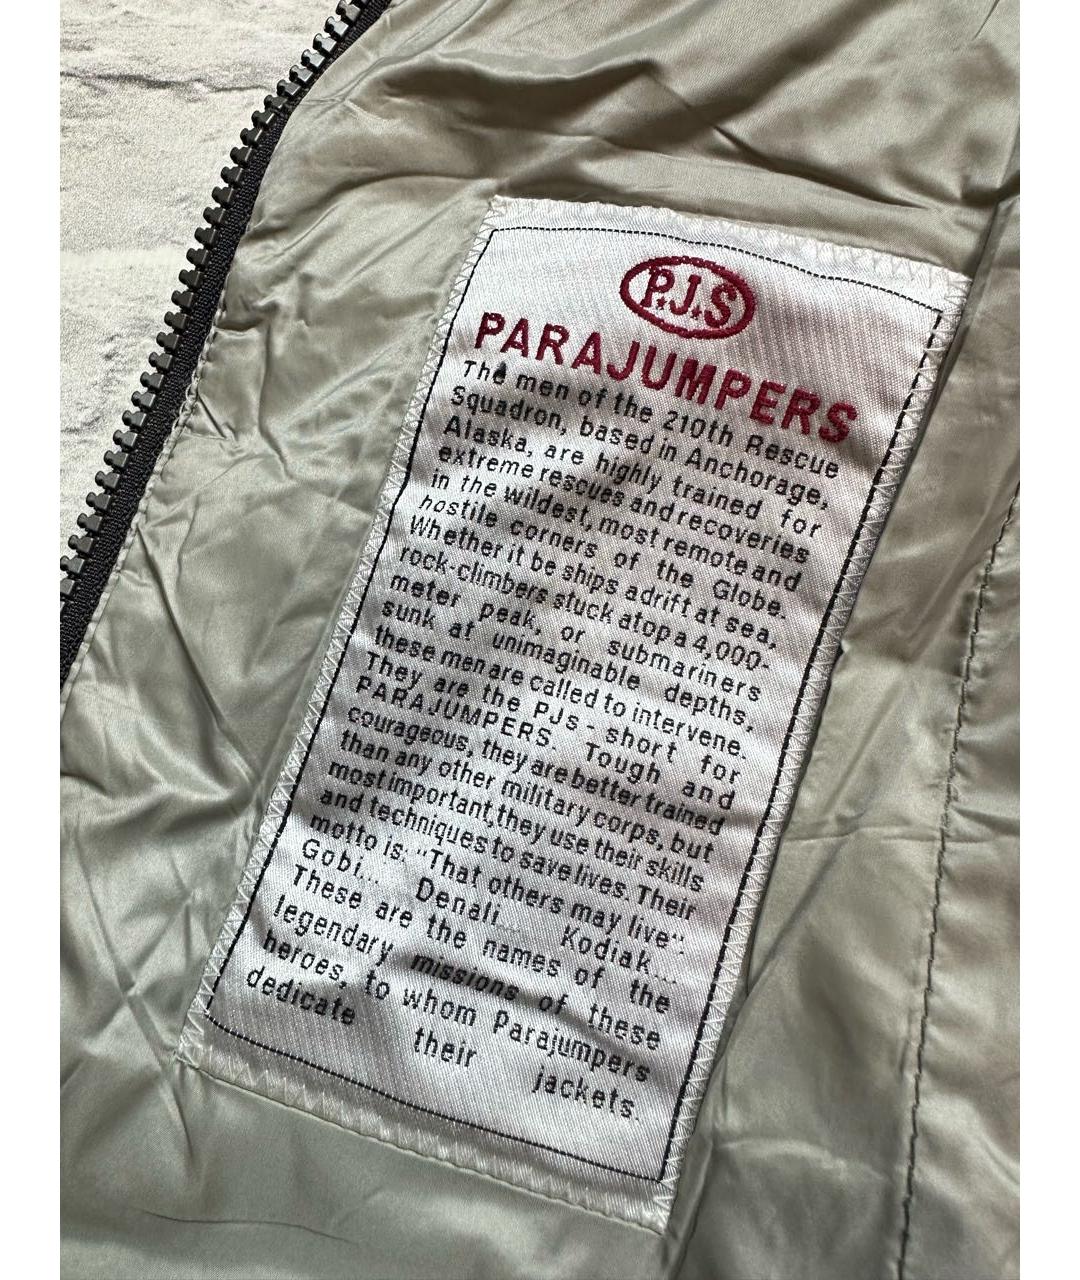 P.J.S
PARAJUMPERS
The men of the 210th Rescue
Squadron, based in Anchorage,
Alaska, are highly trained for
extreme rescues and recoveries
in the wildest, most remote and
hostile corners of the Globe.
Whether it be ships adrift at sea,
rock-climbers stuck atop a 4,000-
meter peak, or submariners
sunk at unimaginable depths,
these men are called to intervene.
They are the PJs - short for
PARAJUMPERS. Tough and
courageous, they are better trained
than any other military corps, but
most important, they use their skills
and techniques to save lives. Their
motto is: "That others may live".
Gobi... Denali... Kodiak...
These are the names of the
legendary missions of these
heroes, to whom Parajumpers
dedicate their jackets.